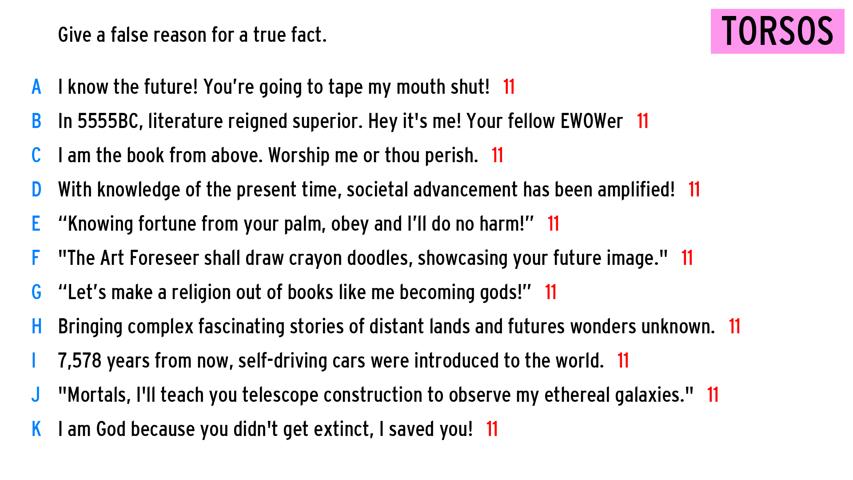 Give a false reason for a true fact.
TORSOS
A I know the future! You’re going to tape my mouth shut! 11
B In 5555BC, literature reigned superior. Hey it's me! Your fellow EWOWer 11
C I am the book from above. Worship me or thou perish. 11
D With knowledge of the present time, societal advancement has been amplified! 11
E “Knowing fortune from your palm, obey and I’ll do no harm!” 11
F "The Art Foreseer shall draw crayon doodles, showcasing your future image." 11
G “Let’s make a religion out of books like me becoming gods!” 11
H Bringing complex fascinating stories of distant lands and futures wonders unknown. 11
I 7,578 years from now, self-driving cars were introduced to the world. 11
J "Mortals, I'll teach you telescope construction to observe my ethereal galaxies." 11
K I am God because you didn't get extinct, I saved you! 11